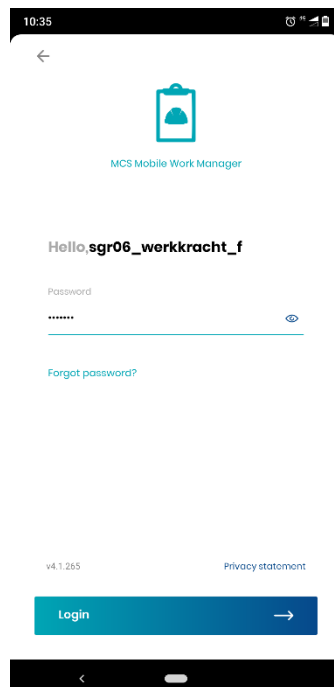 10:35
MCS Mobile Work Manager
Hello,sgr06_werkkracht_f
Password
•••••••
Forgot password?
v4.1.265
Privacy statement
Login